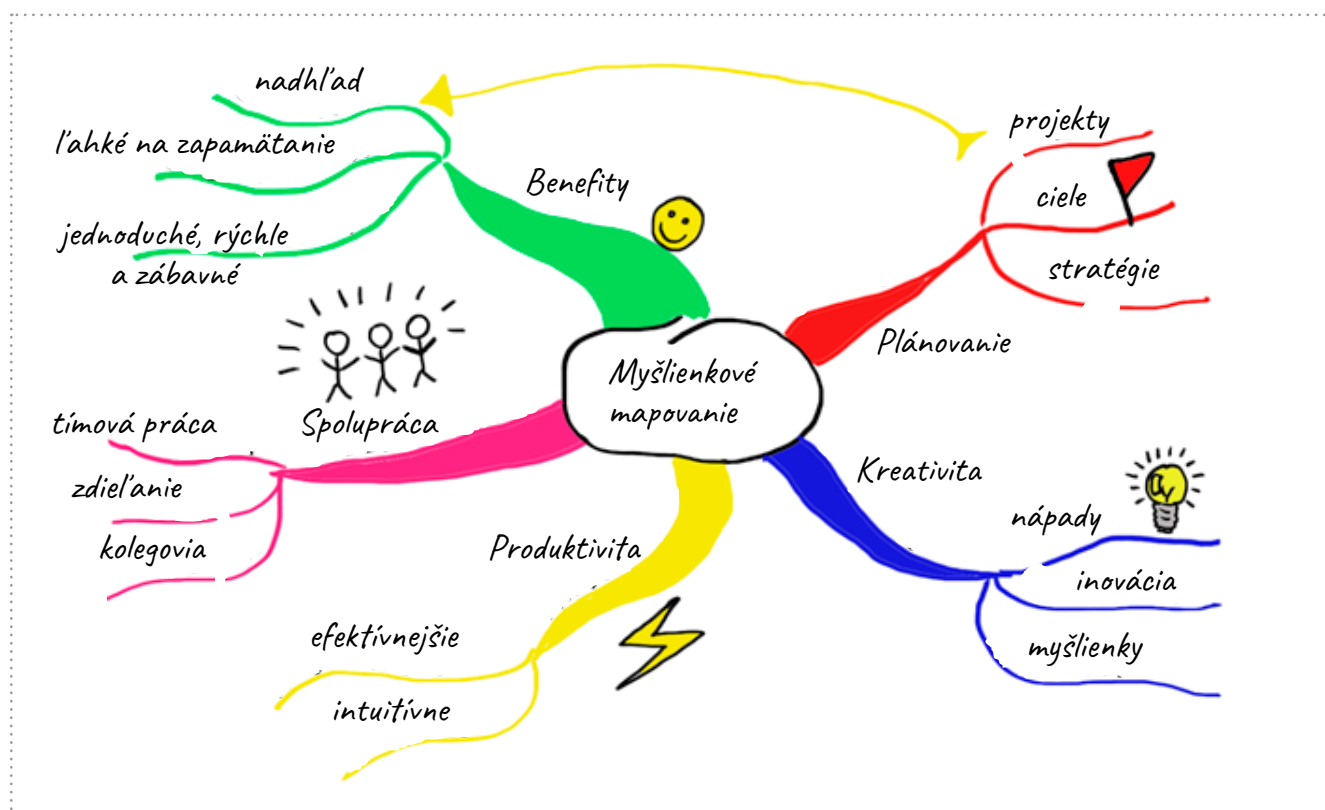 Myšlienkové
mapovanie
Benefity
nadhľad
ľahké na zapamätanie
jednoduché, rýchle
a zábavné
Plánovanie
projekty
ciele
stratégie
Kreativita
nápady
inovácia
myšlienky
Produktivita
efektívnejšie
intuitívne
Spolupráca
tímová práca
zdieľanie
kolegovia